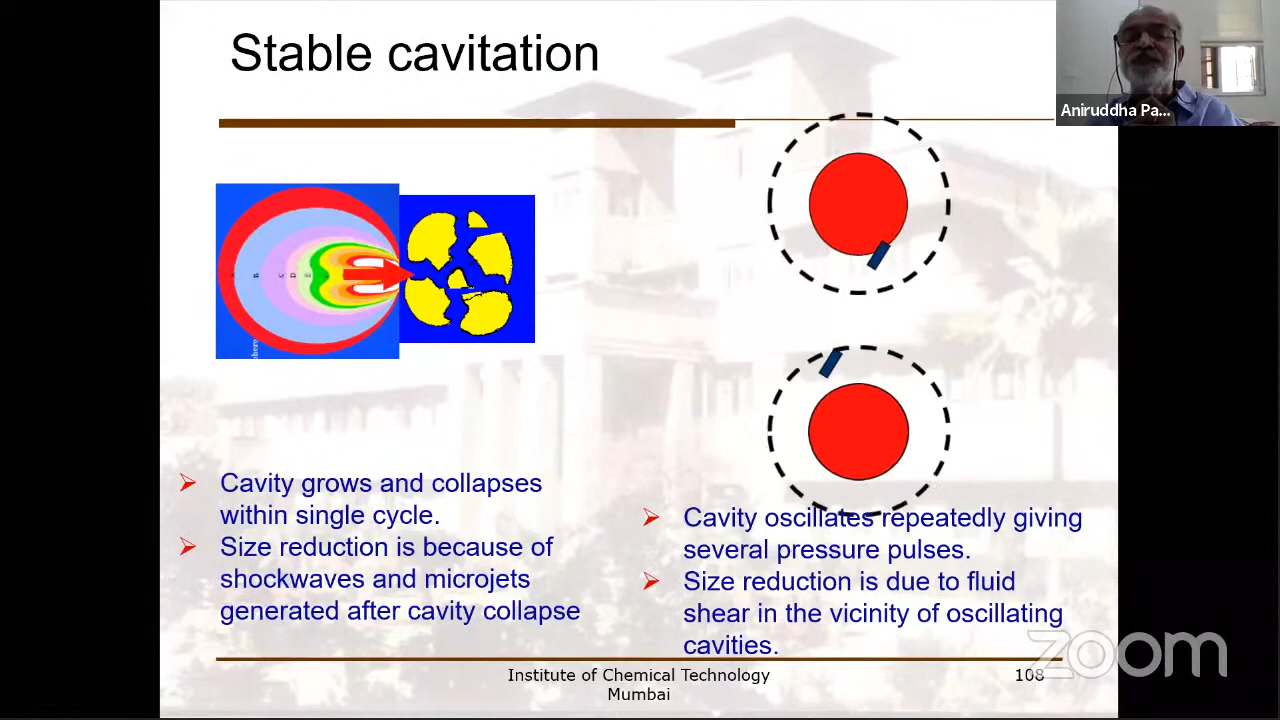 Stable cavitation
Aniruddha Pa...
B C D E
➢ Cavity grows and collapses
within single cycle.
➢ Size reduction is because of
shockwaves and microjets
generated after cavity collapse
➢ Cavity oscillates repeatedly giving
several pressure pulses.
➢ Size reduction is due to fluid
shear in the vicinity of oscillating
cavities.
zoom
Institute of Chemical Technology
Mumbai
108